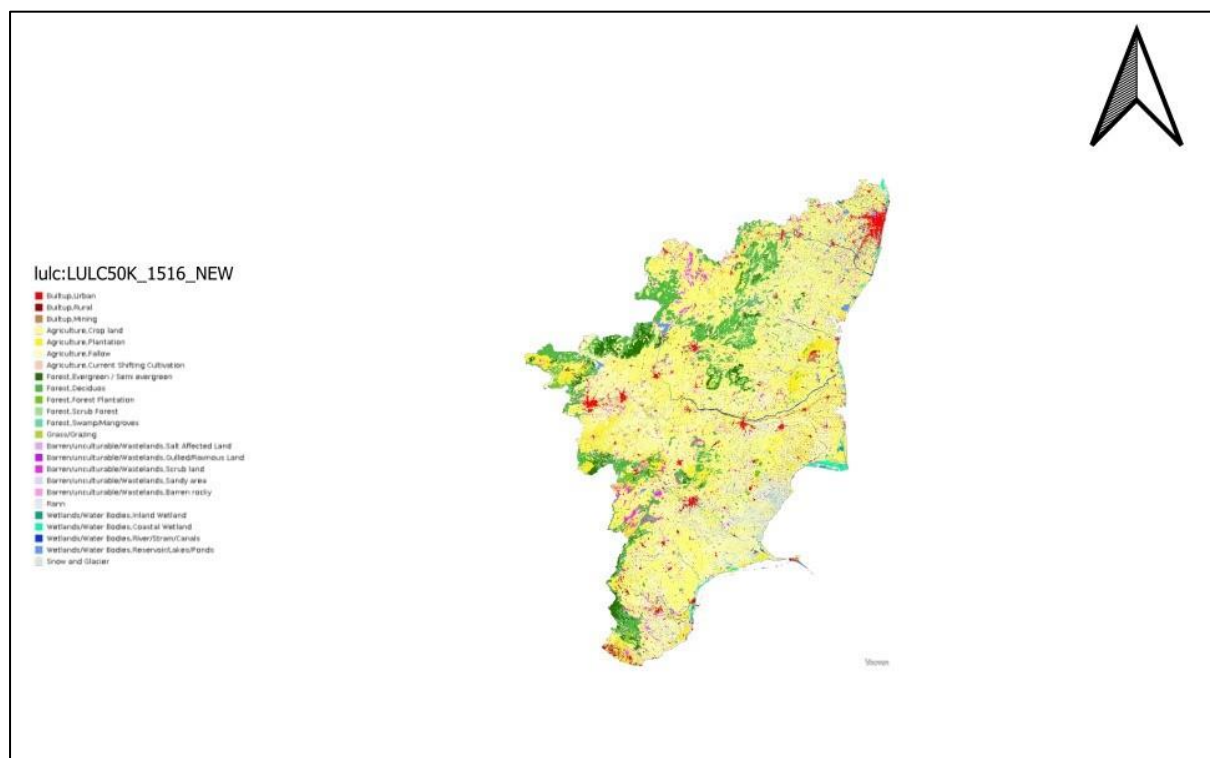 lulc:LULC50K_1516_NEW
Builtup,Urban
Builtup,Rural
Builtup,Mining
Agriculture,Crop land
Agriculture,Plantation
Agriculture,Fallow
Agriculture,Current Shifting Cultivation
Forest,Evergreen / Semi evergreen
Forest,Deciduos
Forest,Forest Plantation
Forest,Scrub Forest
Forest,Swamp/Mangroves
Grass/Grazing
Barren/unculturable/Wastelands,Salt Affected Land
Barren/unculturable/Wastelands,Gullied/Ravinous Land
Barren/unculturable/Wastelands,Scrub land
Barren/unculturable/Wastelands,Sandy area
Barren/unculturable/Wastelands,Barren rocky
Rann
Wetlands/Water Bodies,Inland Wetland
Wetlands/Water Bodies,Coastal Wetland
Wetlands/Water Bodies,River/Stream/Canals
Wetlands/Water Bodies,Reservoir/Lakes/Ponds
Snow and Glacier
Bhuvan